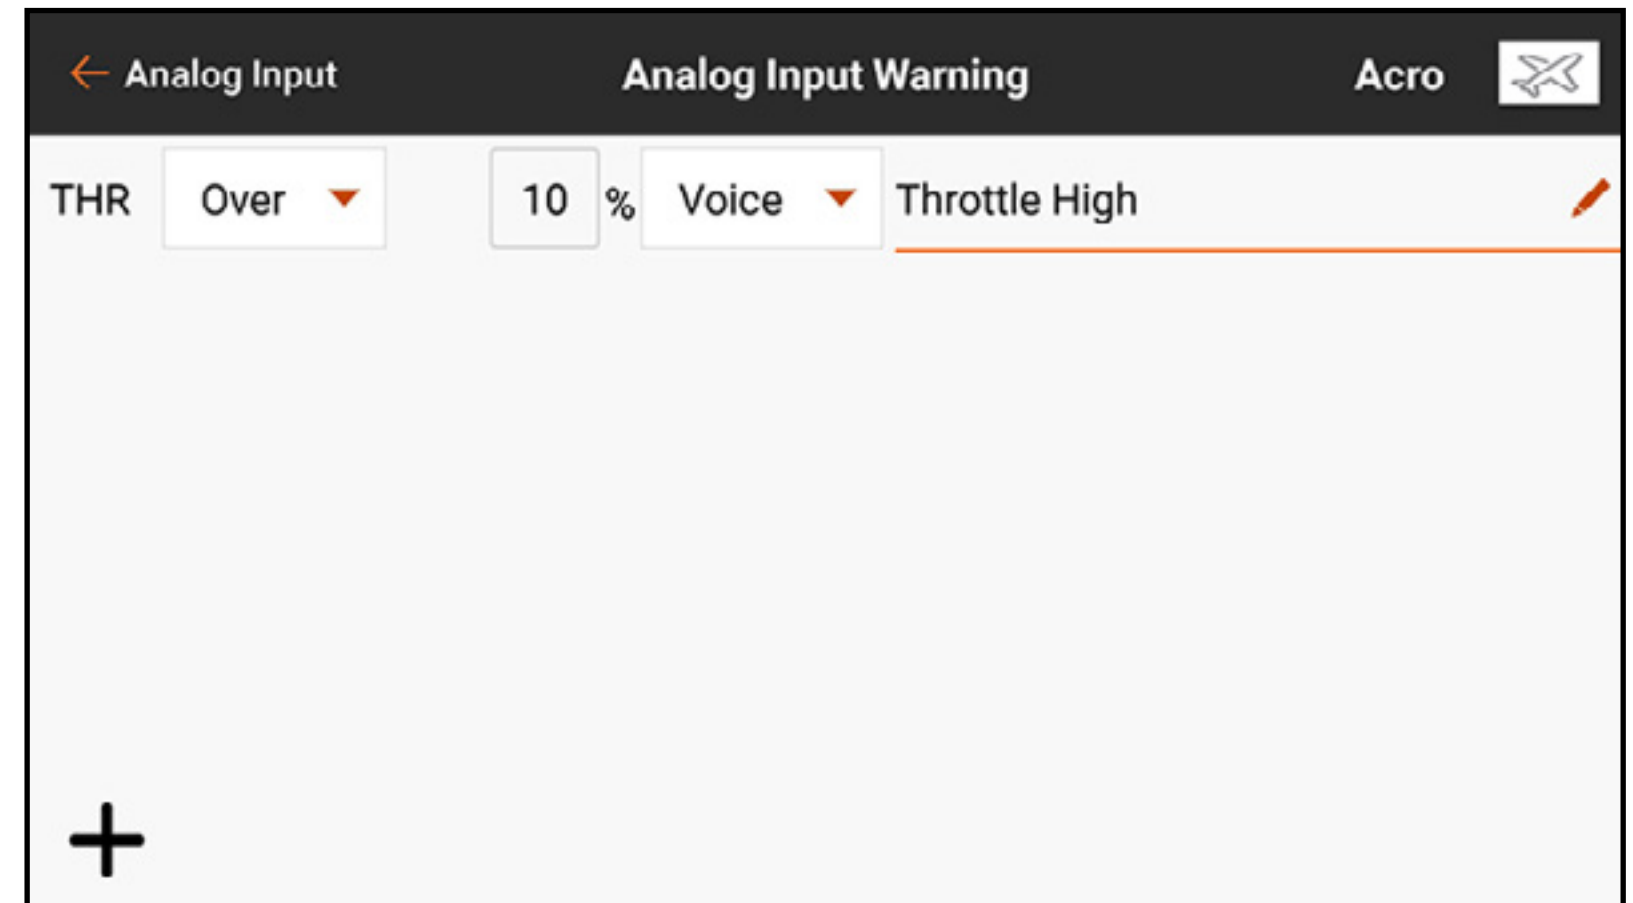 Analog Input Analog Input Warning Acro
THR Over 10 % Voice Throttle High